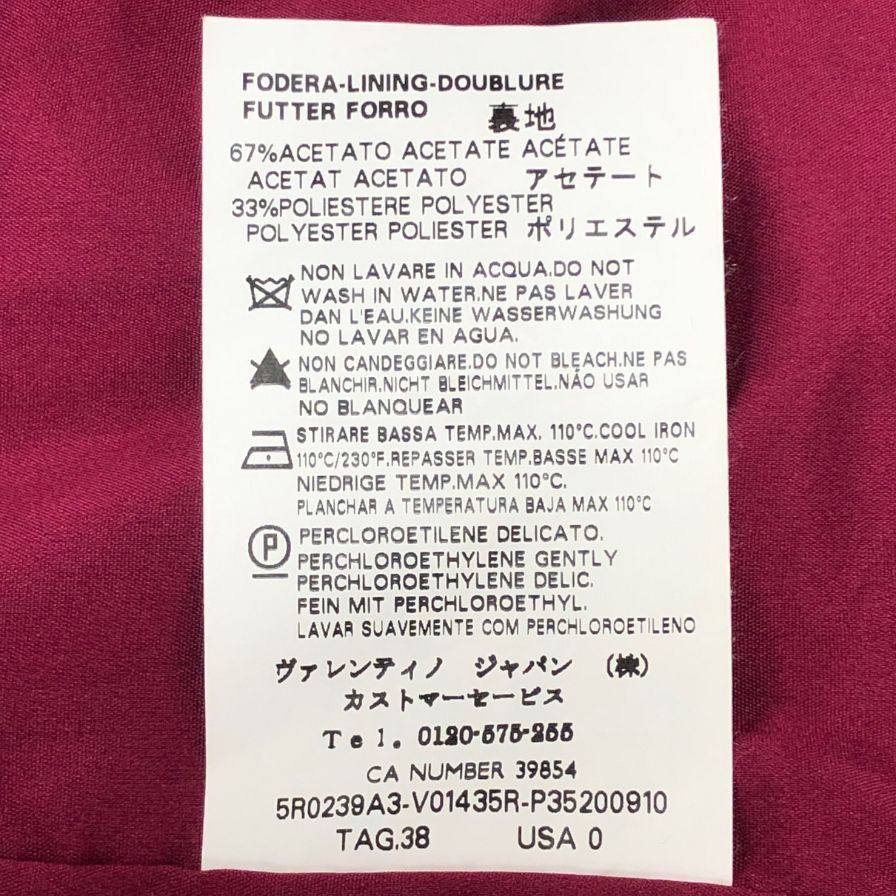 FODERA-LINING-DOUBLURE
FUTTER FORRO 裏地
67%ACETATO ACETATE ACÉTATE
ACETAT ACETATO アセテート
33%POLIESTERE POLYESTER
POLYESTER POLIESTER ポリエステル
NON LAVARE IN ACQUA.DO NOT
WASH IN WATER.NE PAS LAVER
DAN L'EAU.KEINE WASSERWASHUNG
NO LAVAR EN AGUA.
NON CANDEGGIARE.DO NOT BLEACH.NE PAS
BLANCHIR.NICHT BLEICHMITTEL.NÃO USAR
NO BLANQUEAR
STIRARE BASSA TEMP.MAX. 110°C.COOL IRON
110°C/230°F.REPASSER TEMP.BASSE MAX 110°C
NIEDRIGE TEMP.MAX 110°C.
PLANCHAR A TEMPERATURA BAJA MAX 110°C
P PERCLOROETILENE DELICATO.
PERCHLOROETHYLENE GENTLY
PERCHLOROETHYLENE DELIC.
FEIN MIT PERCHLOROETHYL.
LAVAR SUAVEMENTE COM PERCHLOROETILENO
ヴァレンティノ ジャパン (株)
カストマーセービス
Tel. 0120-575-255
CA NUMBER 39854
5R0239A3-V01435R-P35200910
TAG.38 USA 0